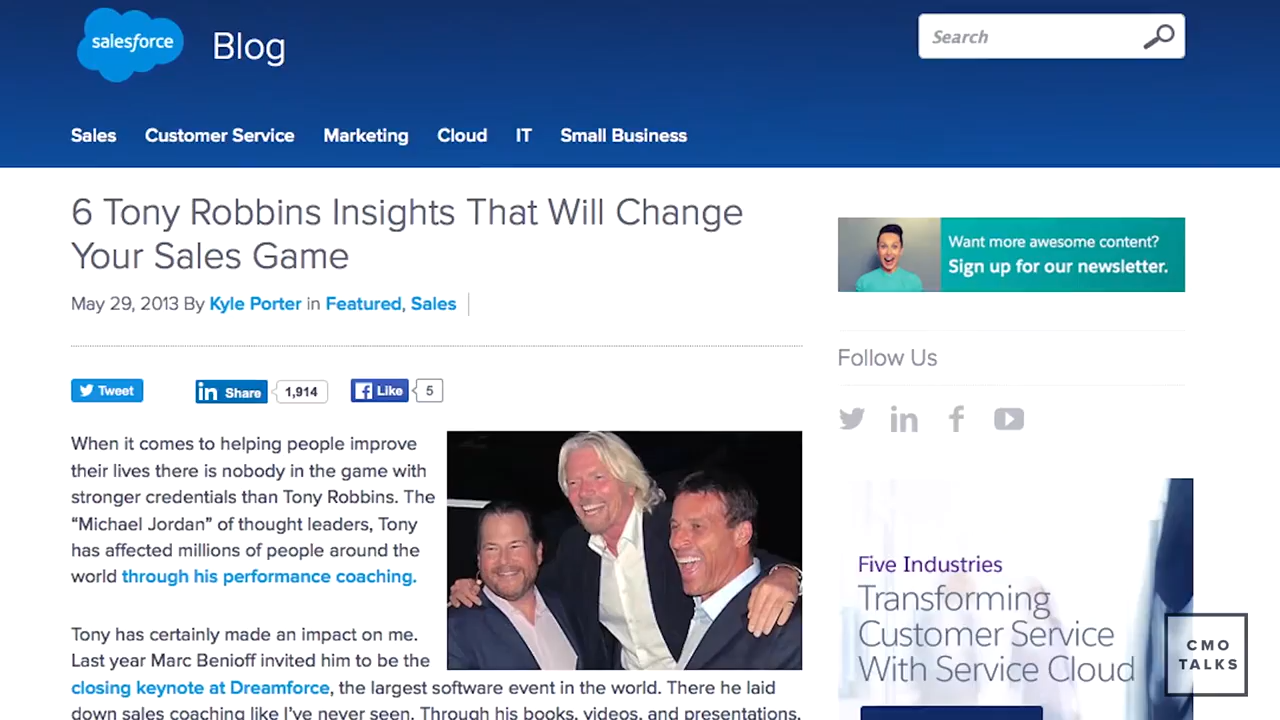 salesforce Blog
Search
Sales Customer Service Marketing Cloud IT Small Business
6 Tony Robbins Insights That Will Change
Your Sales Game
May 29, 2013 By Kyle Porter in Featured, Sales
Tweet
in Share 1,914
Like 5
When it comes to helping people improve
their lives there is nobody in the game with
stronger credentials than Tony Robbins. The
“Michael Jordan” of thought leaders, Tony
has affected millions of people around the
world through his performance coaching.
Tony has certainly made an impact on me.
Last year Marc Benioff invited him to be the
closing keynote at Dreamforce, the largest software event in the world. There he laid
down sales coaching like I’ve never seen. Through his books, videos, and presentations,
Want more awesome content?
Sign up for our newsletter.
Follow Us
Five Industries
Transforming
Customer Service
With Service Cloud
CMO
TALKS